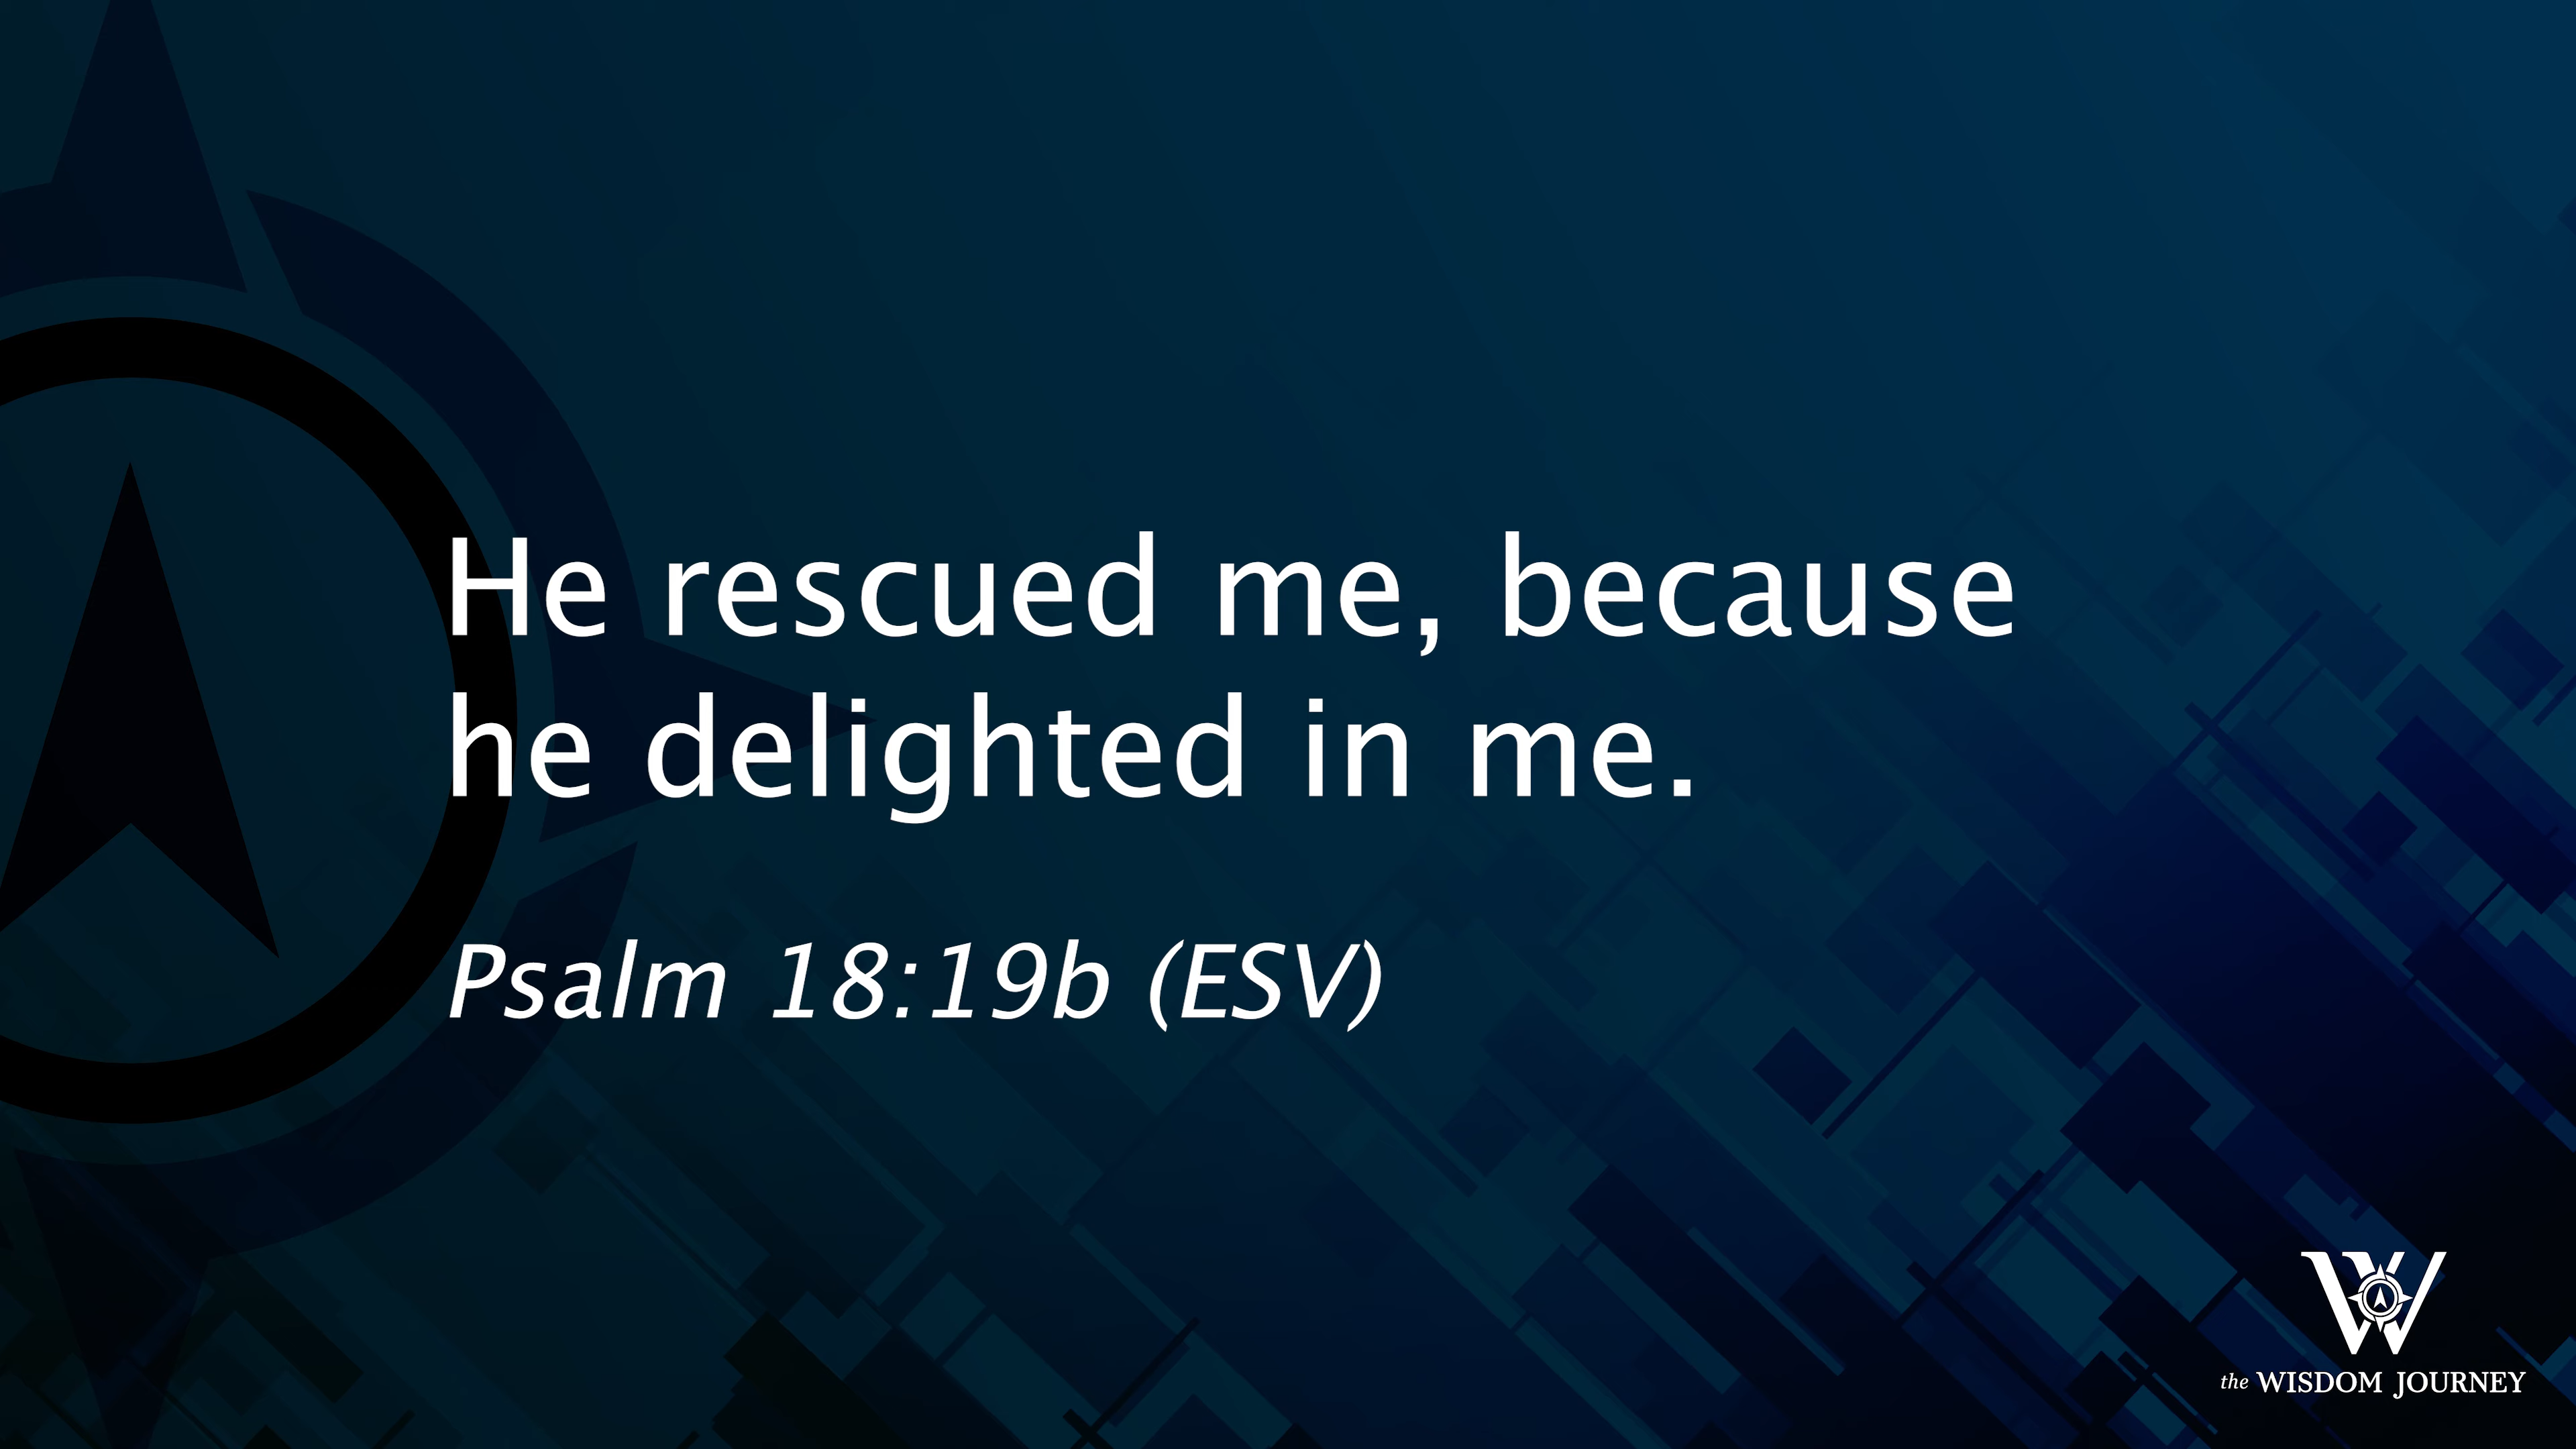 He rescued me, because
he delighted in me.
Psalm 18:19b (ESV)
W
the WISDOM JOURNEY